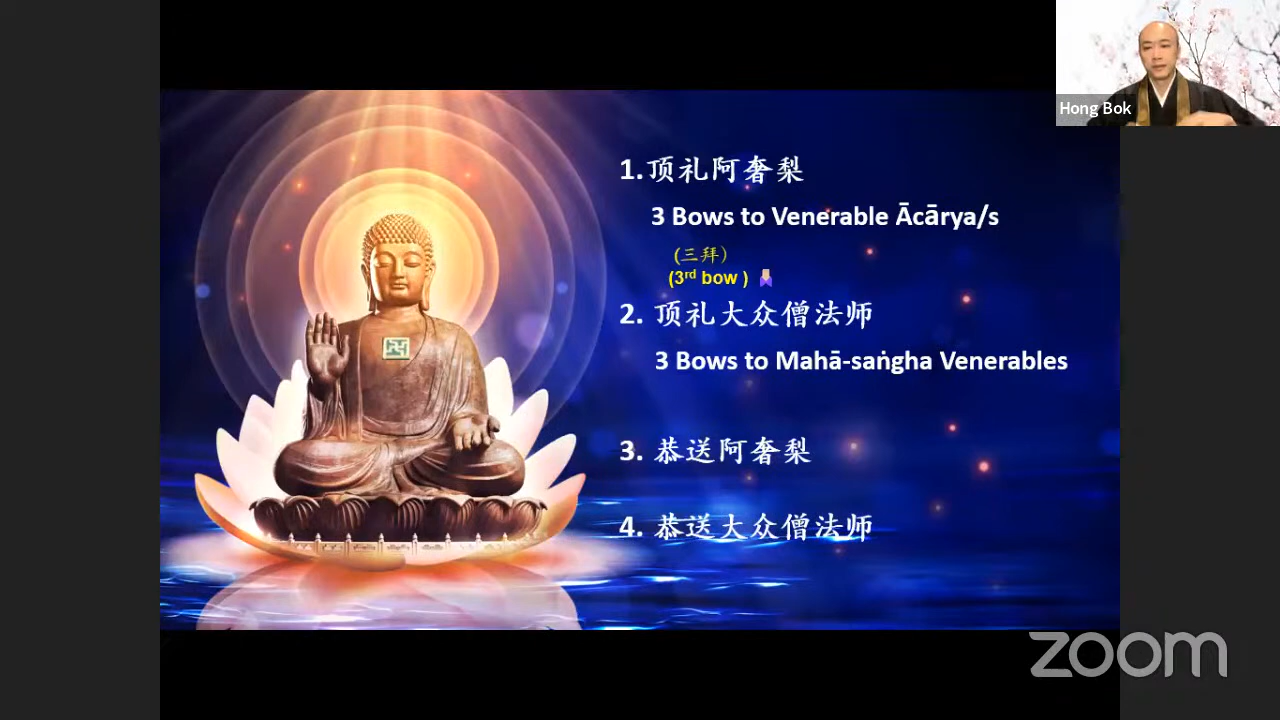 Hong Bok
1.顶礼阿奢梨
3 Bows to Venerable Ācārya/s
(三拜)
(3rd bow )
2. 顶礼大众僧法师
3 Bows to Mahā-saṅgha Venerables
3. 恭送阿奢梨
4. 恭送大众僧法师
zoom